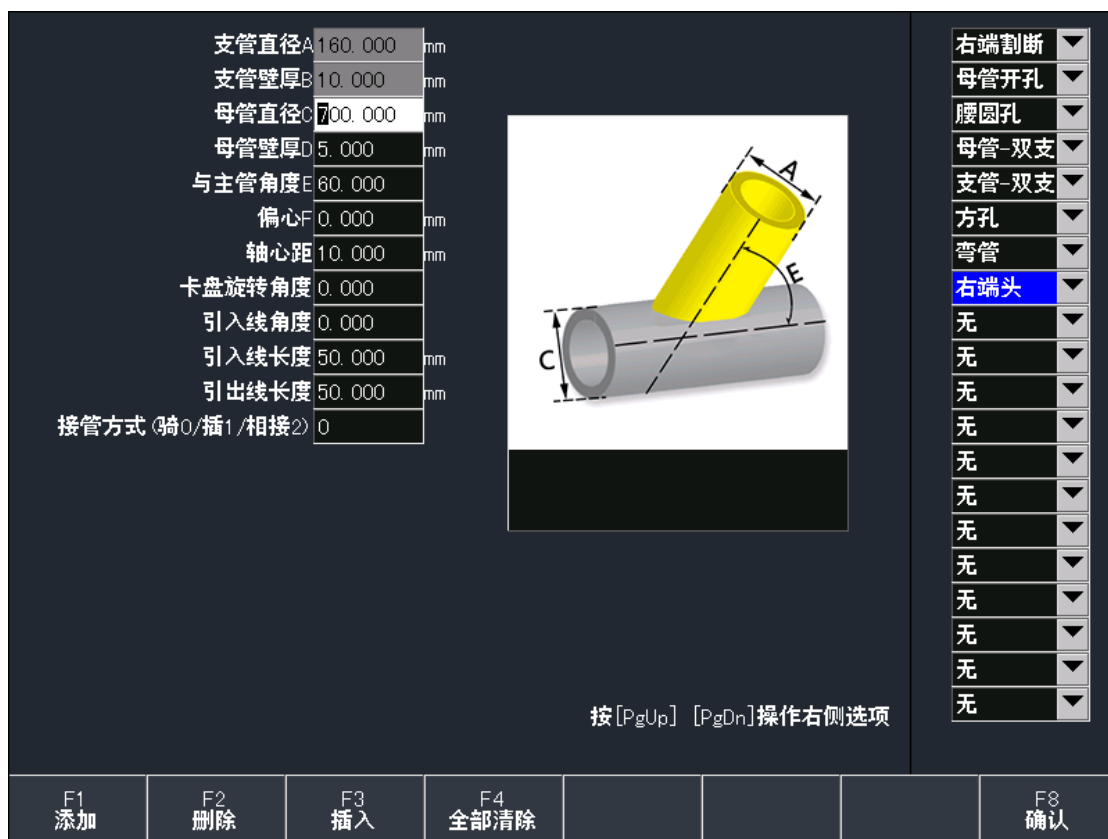 支管直径A 160.000 mm
支管壁厚B 10.000 mm
母管直径C 700.000 mm
母管壁厚D 5.000 mm
与主管角度E 60.000
偏心F 0.000 mm
轴心距 10.000 mm
卡盘旋转角度 0.000
引入线角度 0.000
引入线长度 50.000 mm
引出线长度 50.000 mm
接管方式(骑0/插1/相接2) 0
A
E
C
右端割断
母管开孔
腰圆孔
母管-双支
支管-双支
方孔
弯管
右端头
无
无
无
无
无
无
无
无
无
无
无
无
按[PgUp] [PgDn]操作右侧选项
F1 添加
F2 删除
F3 插入
F4 全部清除
F8 确认